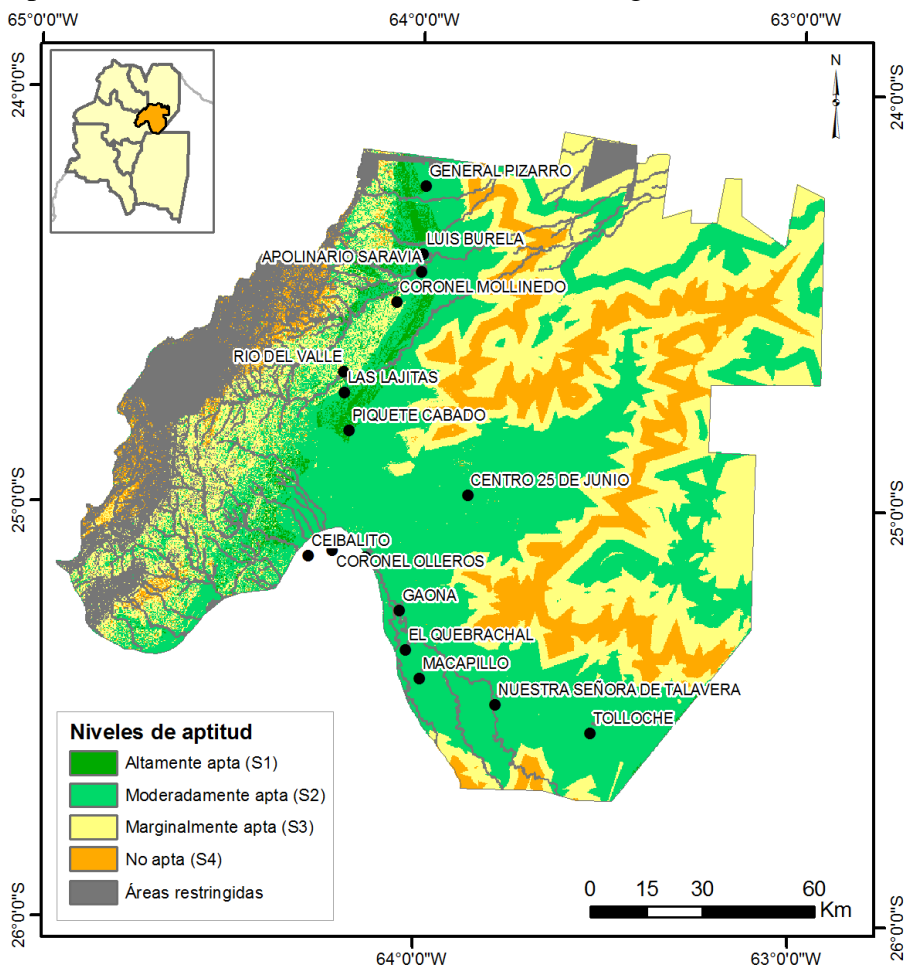 65°0'0"W
64°0'0"W
63°0'0"W
24°0'0"S
24°0'0"S
N
GENERAL PIZARRO
LUIS BURELA
APOLINARIO SARAVIA
CORONEL MOLLINEDO
RIO DEL VALLE
LAS LAJITAS
PIQUETE CABADO
CENTRO 25 DE JUNIO
25°0'0"S
25°0'0"S
CEIBALITO
CORONEL OLLEROS
GAONA
EL QUEBRACHAL
MACAPILLO
NUESTRA SEÑORA DE TALAVERA
TOLLOCHE
Niveles de aptitud
Altamente apta (S1)
Moderadamente apta (S2)
Marginalmente apta (S3)
No apta (S4)
Áreas restringidas
0 15 30 60
Km
26°0'0"S
26°0'0"S
64°0'0"W
63°0'0"W